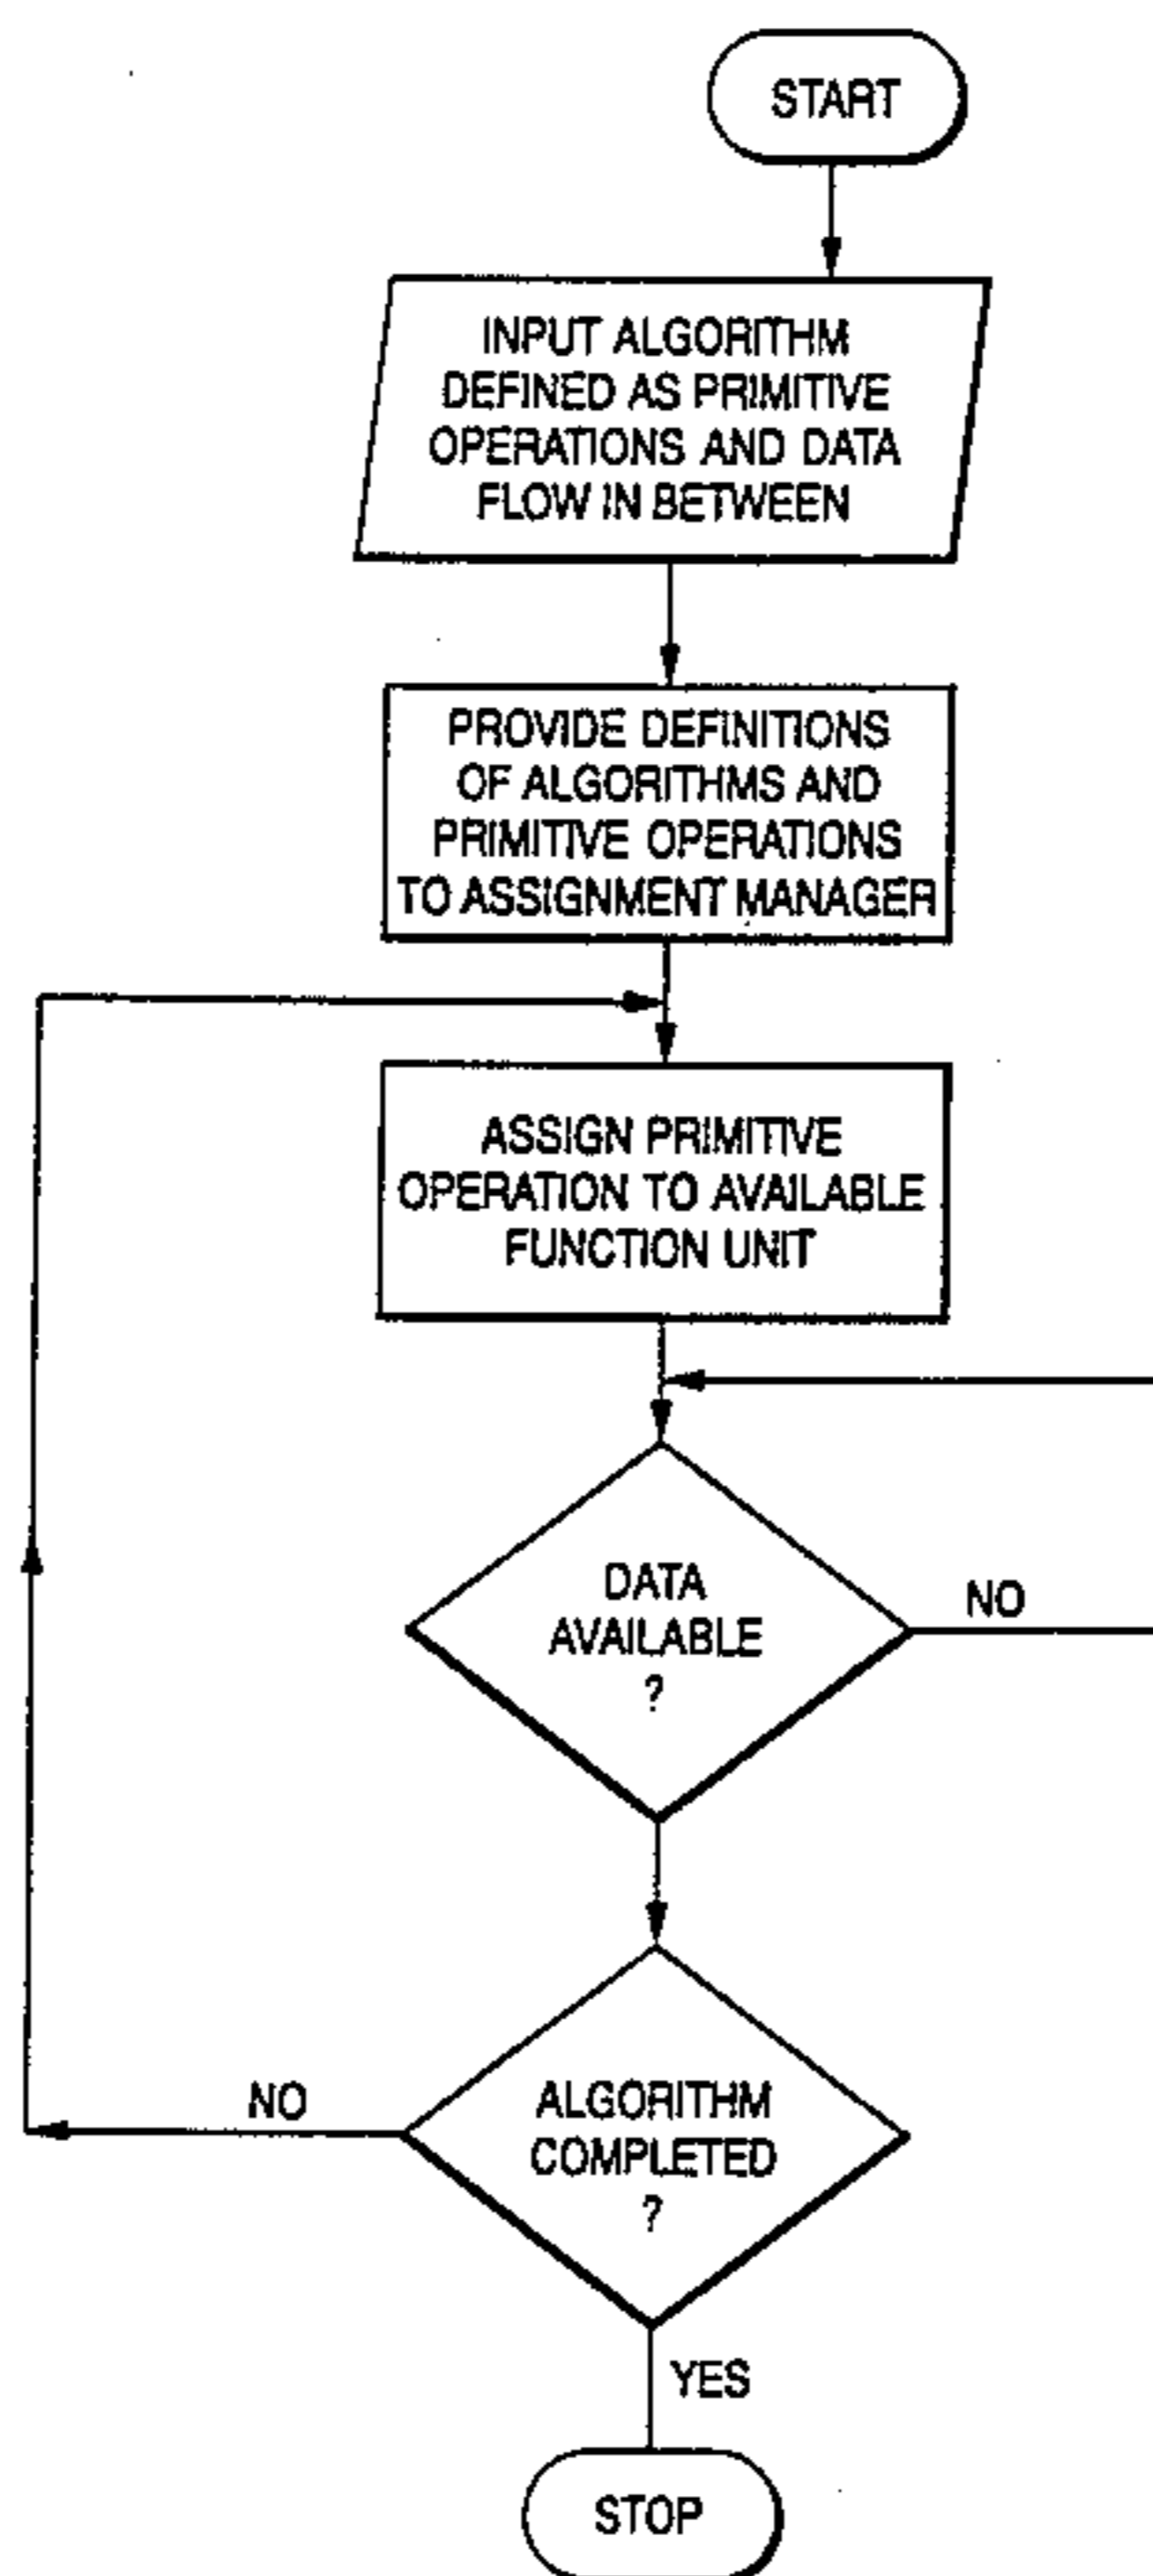 START
INPUT ALGORITHM
DEFINED AS PRIMITIVE
OPERATIONS AND DATA
FLOW IN BETWEEN
PROVIDE DEFINITIONS
OF ALGORITHMS AND
PRIMITIVE OPERATIONS
TO ASSIGNMENT MANAGER
ASSIGN PRIMITIVE
OPERATION TO AVAILABLE
FUNCTION UNIT
DATA
AVAILABLE
?
NO
ALGORITHM
COMPLETED
?
NO
YES
STOP